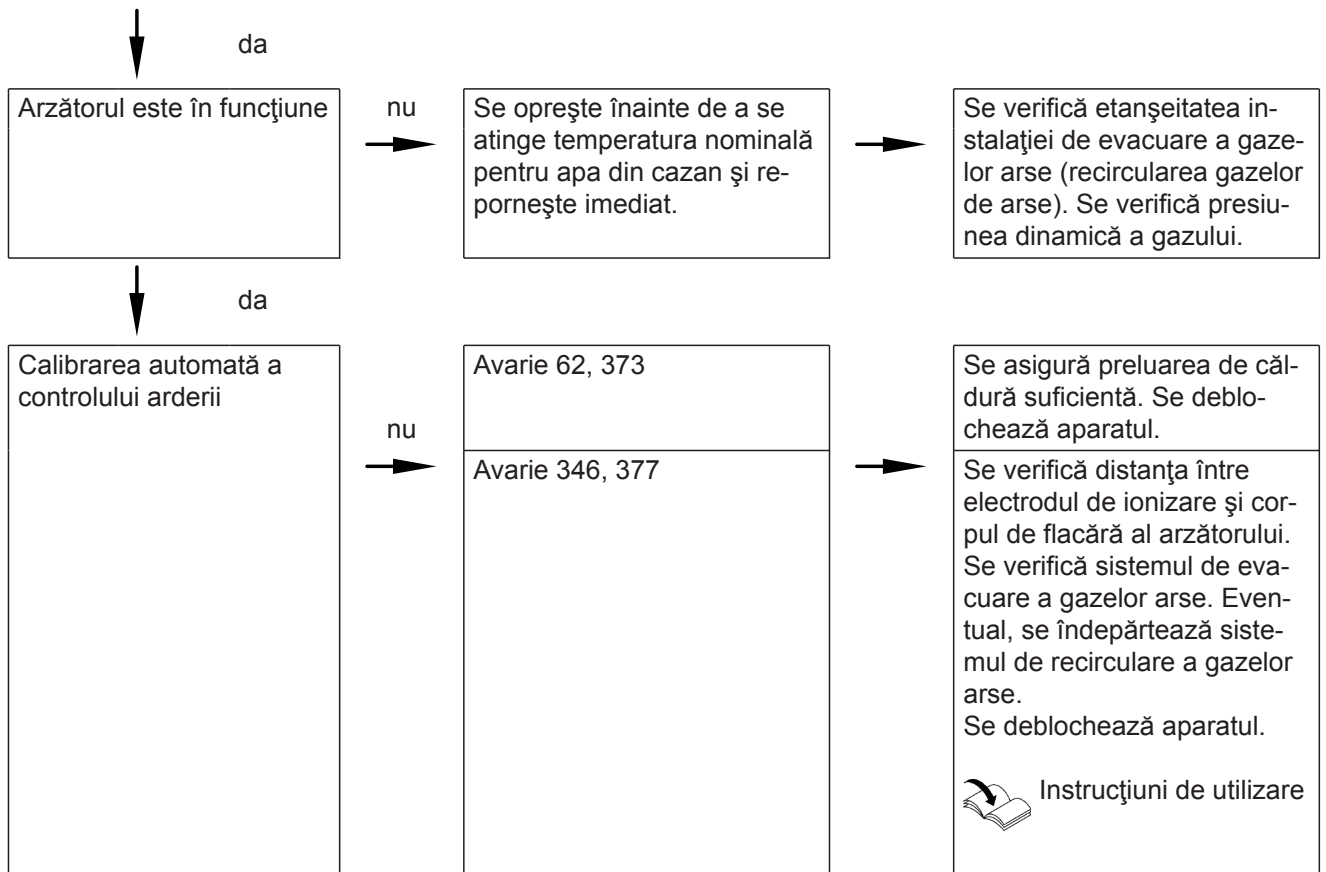 da
Arzătorul este în funcţiune
nu
Se opreşte înainte de a se
atinge temperatura nominală
pentru apa din cazan şi re-
porneşte imediat.
Se verifică etanşeitatea in-
stalaţiei de evacuare a gaze-
lor arse (recircularea gazelor
de arse). Se verifică presiu-
nea dinamică a gazului.
da
Calibrarea automată a
controlului arderii
nu
Avarie 62, 373
Se asigură preluarea de căl-
dură suficientă. Se deblo-
chează aparatul.
Avarie 346, 377
Se verifică distanţa între
electrodul de ionizare şi cor-
pul de flacără al arzătorului.
Se verifică sistemul de eva-
cuare a gazelor arse. Even-
tual, se îndepărtează siste-
mul de recirculare a gazelor
arse.
Se deblochează aparatul.
Instrucţiuni de utilizare